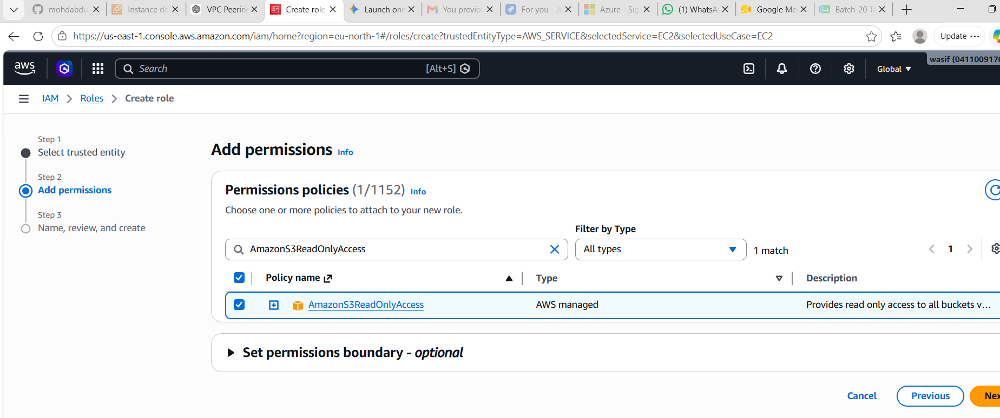 mohdabdul
Instance de
VPC Peering
Create role
Launch one
You previou
For you - Ji
Azure - Sig
(1) WhatsA
Google Me
Batch-20 Ta
https://us-east-1.console.aws.amazon.com/iam/home?region=eu-north-1#/roles/create?trustedEntityType=AWS_SERVICE&selectedService=EC2&selectedUseCase=EC2
Update
aws
Search
[Alt+S]
Global
wasif (0411009176
IAM
Roles
Create role
Step 1
Select trusted entity
Step 2
Add permissions
Step 3
Name, review, and create
Add permissions Info
Permissions policies (1/1152) Info
Choose one or more policies to attach to your new role.
Filter by Type
AmazonS3ReadOnlyAccess
All types
1 match
1
Policy name
Type
Description
AmazonS3ReadOnlyAccess
AWS managed
Provides read only access to all buckets v...
Set permissions boundary - optional
Cancel
Previous
Nex